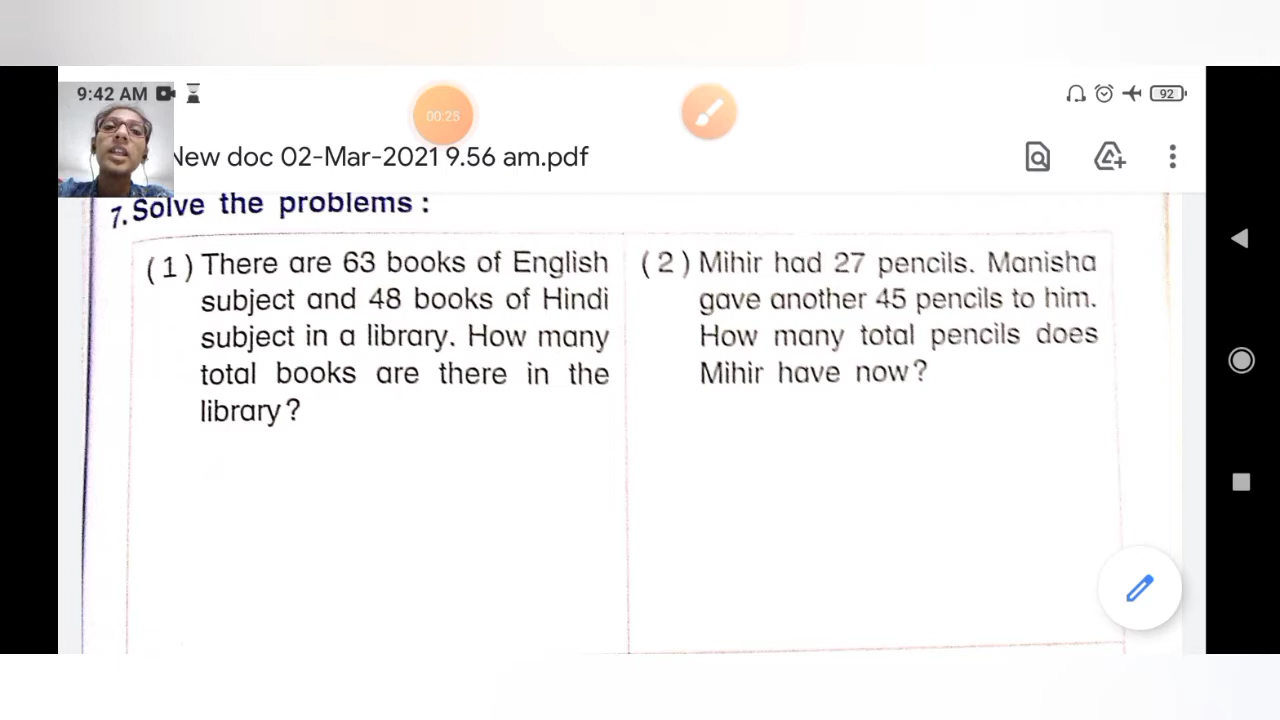 9:42 AM
92
00:28
New doc 02-Mar-2021 9.56 am.pdf
7. Solve the problems :
(1) There are 63 books of English
subject and 48 books of Hindi
subject in a library. How many
total books are there in the
library?
(2) Mihir had 27 pencils. Manisha
gave another 45 pencils to him.
How many total pencils does
Mihir have now?